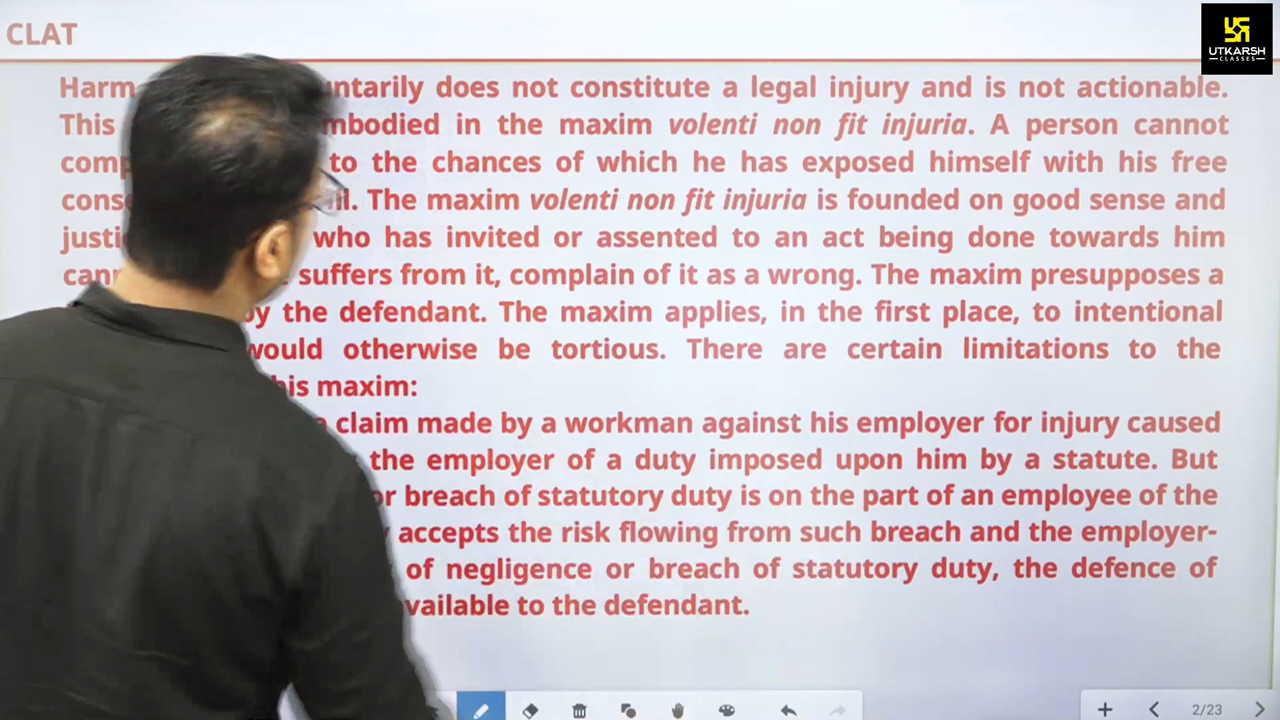 CLAT
UTKARSH
CLASSES
Harm does not constitute a legal injury and is not actionable.
This in the maxim volenti non fit injuria. A person cannot
to the chances of which he has exposed himself with his free
The maxim volenti non fit injuria is founded on good sense and
who has invited or assented to an act being done towards him
suffers from it, complain of it as a wrong. The maxim presupposes a
by the defendant. The maxim applies, in the first place, to intentional
would otherwise be tortious. There are certain limitations to the
maxim:
claim made by a workman against his employer for injury caused
the employer of a duty imposed upon him by a statute. But
or breach of statutory duty is on the part of an employee of the
accepts the risk flowing from such breach and the employer-
of negligence or breach of statutory duty, the defence of
to the defendant.
2/23